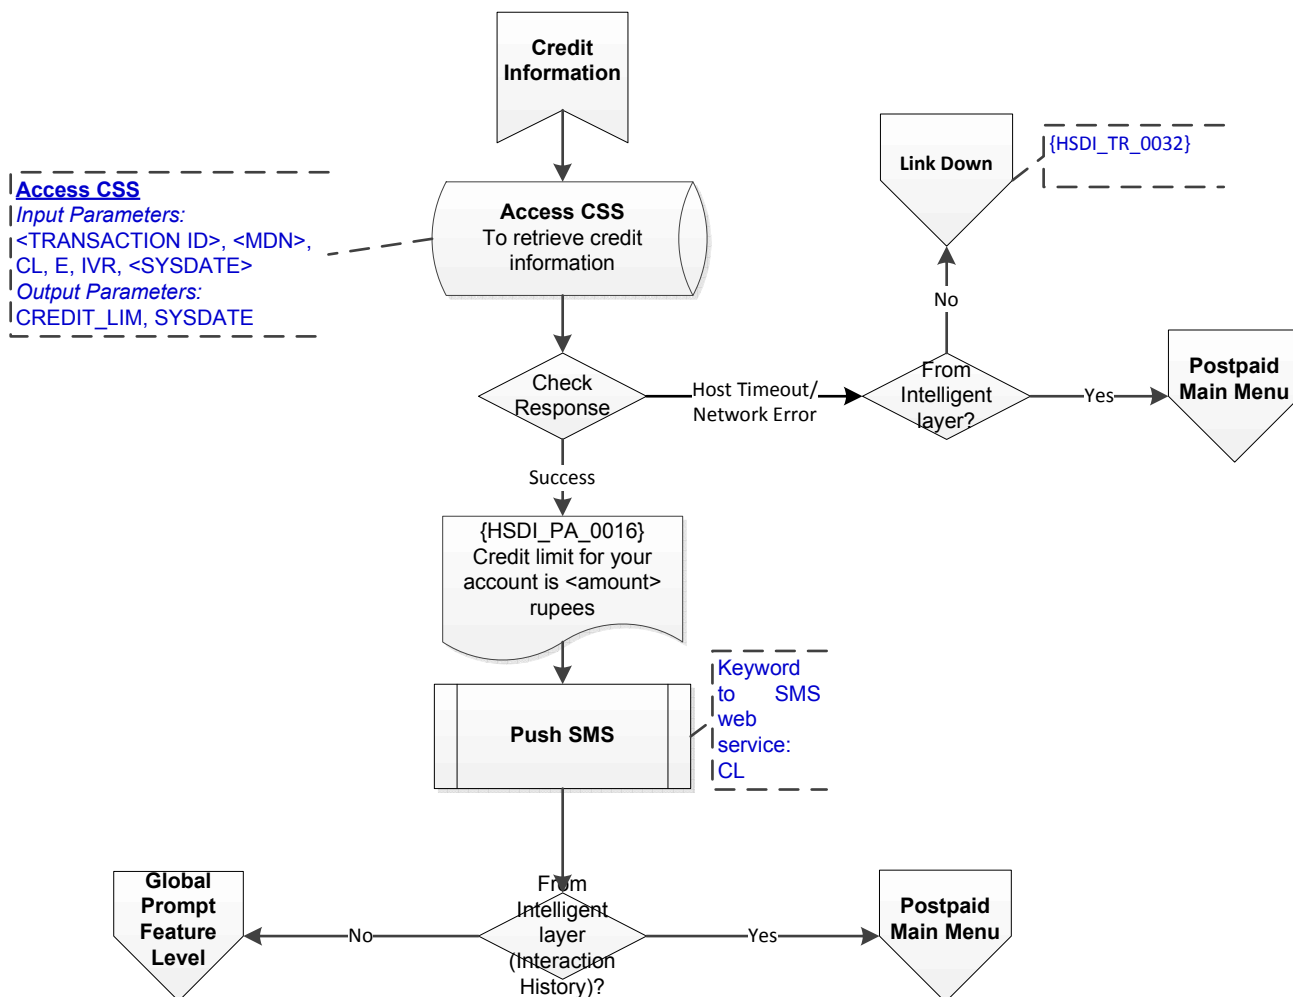 Credit
Information
Access CSS
Input Parameters:
<TRANSACTION ID>, <MDN>,
CL, E, IVR, <SYSDATE>
Output Parameters:
CREDIT_LIM, SYSDATE
Access CSS
To retrieve credit
information
Link Down
{HSDI_TR_0032}
No
Check
Response
Host Timeout/
Network Error
From
Intelligent
layer?
Yes
Postpaid
Main Menu
Success
{HSDI_PA_0016}
Credit limit for your
account is <amount>
rupees
Push SMS
Keyword
to SMS
web
service:
CL
Global
Prompt
Feature
Level
No
From
Intelligent
layer
(Interaction
History)?
Yes
Postpaid
Main Menu